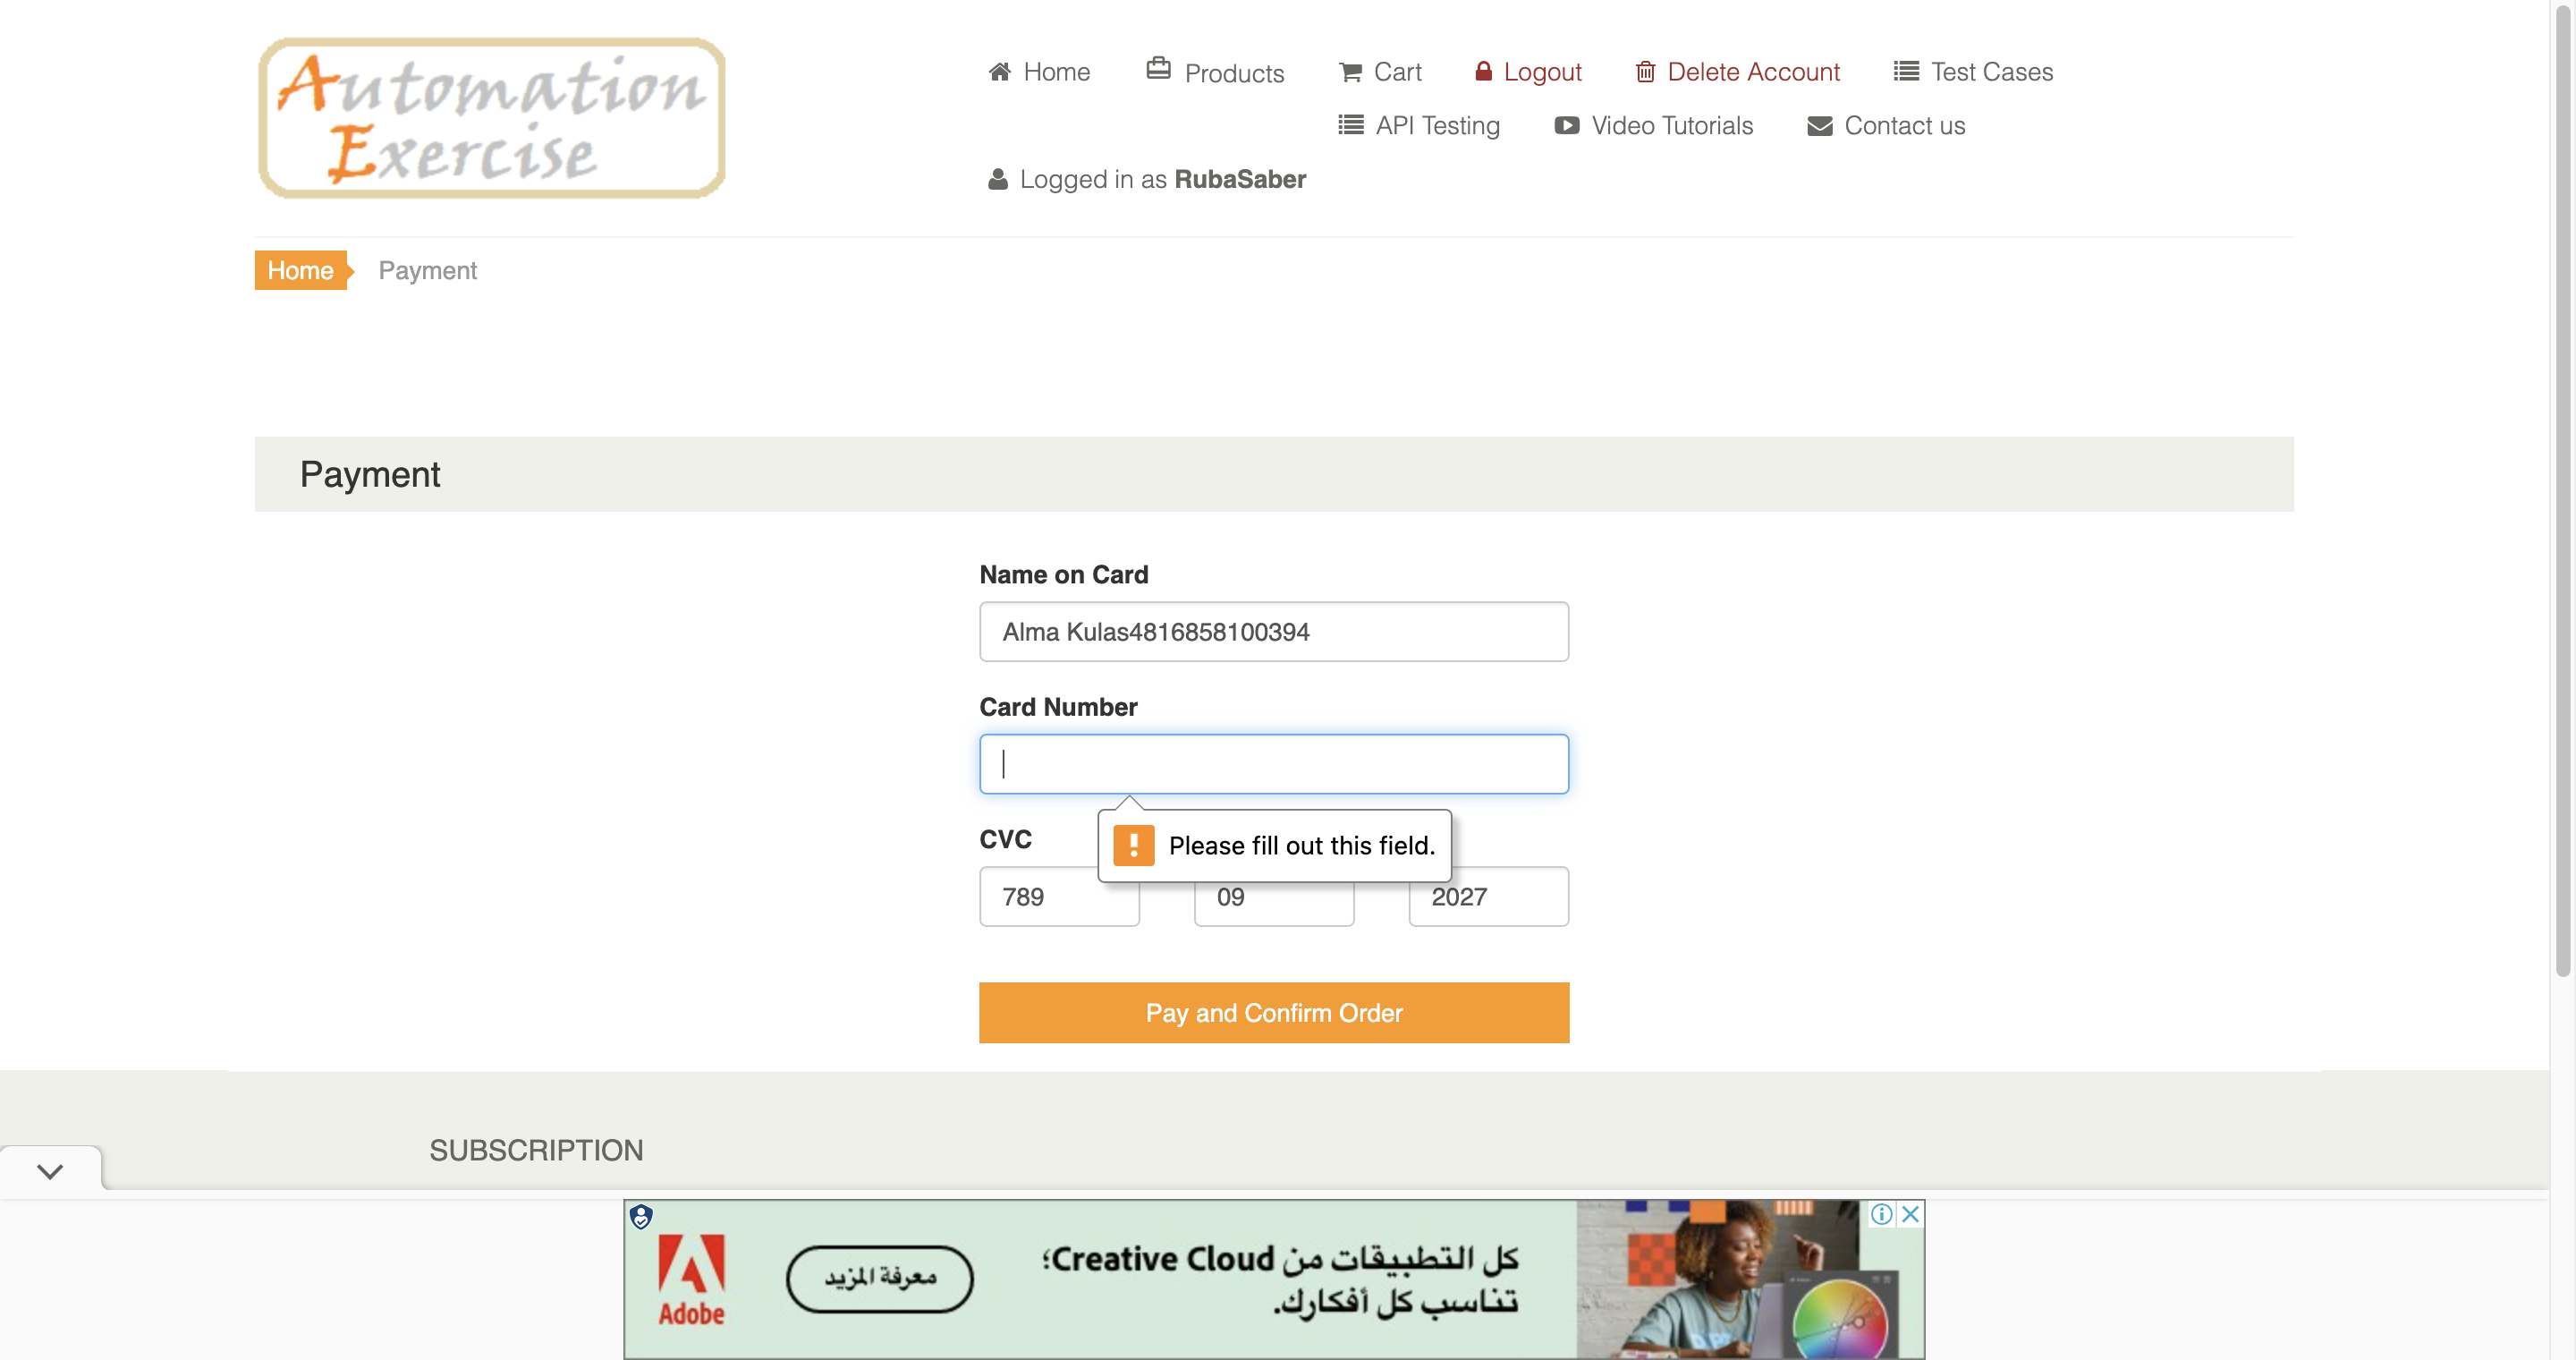 Automation
Exercise
Home
Products
Cart
Logout
Delete Account
Test Cases
API Testing
Video Tutorials
Contact us
Logged in as RubaSaber
Home
Payment
Payment
Name on Card
Alma Kulas4816858100394
Card Number
Please fill out this field.
CVC
789
09
2027
Pay and Confirm Order
SUBSCRIPTION
Adobe
معرفة المزيد
كل التطبيقات من Creative Cloud؛
تناسب كل أفكارك.